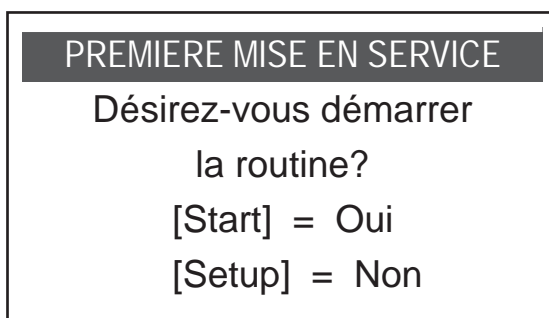 PREMIERE MISE EN SERVICE
Désirez-vous démarrer
la routine?
[Start] = Oui
[Setup] = Non